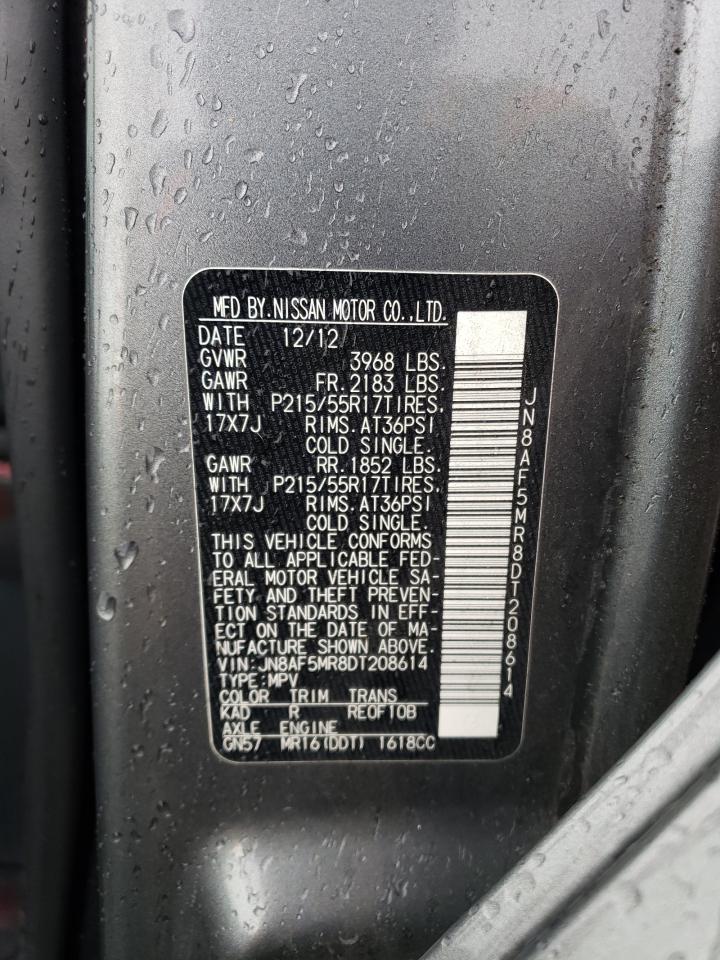 MFD BY.NISSAN MOTOR CO.,LTD.
DATE 12/12
GVWR 3968 LBS.
GAWR FR.2183 LBS.
WITH P215/55R17TIRES,
17X7J RIMS.AT36PSI
COLD SINGLE.
GAWR RR.1852 LBS.
WITH P215/55R17TIRES,
17X7J RIMS.AT36PSI
COLD SINGLE.
THIS VEHICLE CONFORMS
TO ALL APPLICABLE FED-
ERAL MOTOR VEHICLE SA-
FETY AND THEFT PREVEN-
TION STANDARDS IN EFF-
ECT ON THE DATE OF MA-
NUFACTURE SHOWN ABOVE.
VIN:JN8AF5MR8DT208614
TYPE:MPV
COLOR TRIM TRANS
KAD R RE0F10B
AXLE ENGINE
GN57 MR16(DDT) 1618CC
JN8AF5MR8DT208614